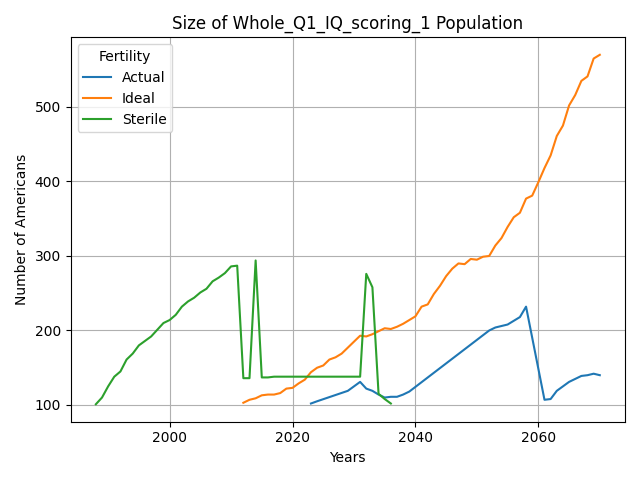 Size of Whole_Q1_IQ_scoring_1 Population
Fertility
Actual
Ideal
Sterile
Number of Americans
500
400
300
200
100
2000
2020
2040
2060
Years